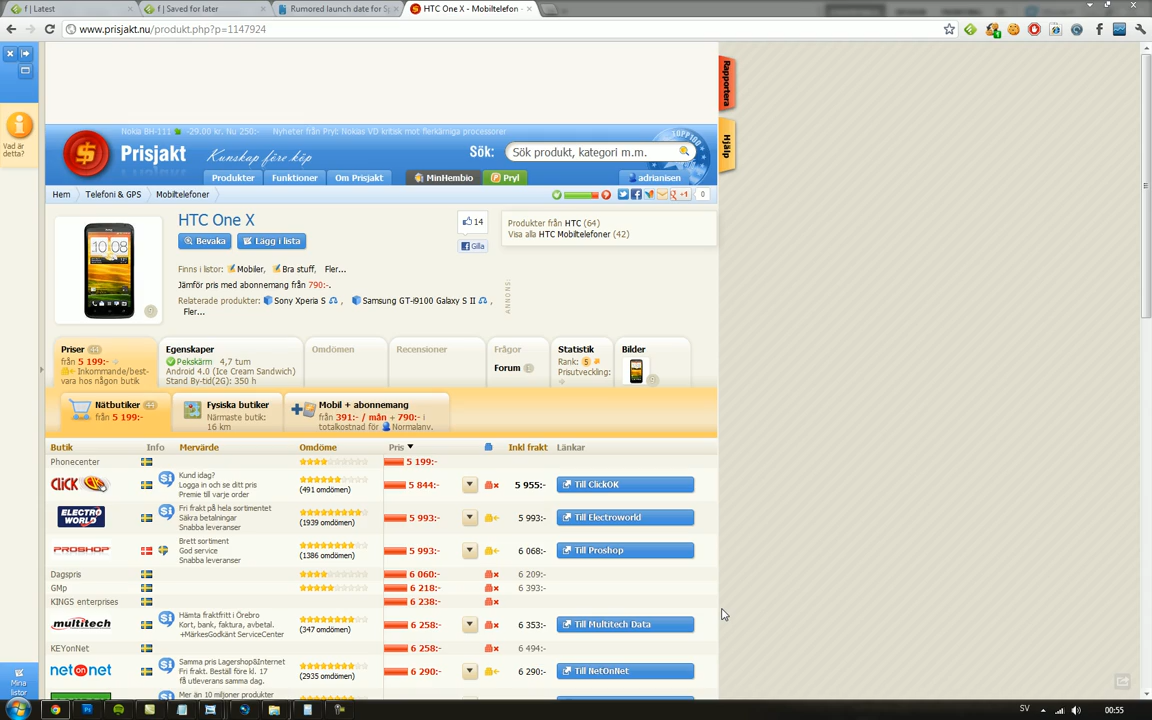 f | Latest
f | Saved for later
Rumored launch date for Sp
HTC One X - Mobiltelefon -
www.prisjakt.nu/produkt.php?p=1147924
Vad är
detta?
Mina
listor
Rapportera
Hjälp
Nokia BH-111 -29.00 kr. Nu 250:- Nyheter från Pryl: Nokias VD kritisk mot flerkärniga processorer
TOPP100
Prisjakt
Kunskap före köp
Sök: Sök produkt, kategori m.m.
Produkter Funktioner Om Prisjakt MinHembio Pryl adrianisen
Hem Telefoni & GPS Mobiltelefoner
+1 0
HTC One X
Bevaka Lägg i lista
14
Gilla
Produkter från HTC (64)
Visa alla HTC Mobiltelefoner (42)
Finns i listor: Mobiler, Bra stuff, Fler...
Jämför pris med abonnemang från 790:-.
Relaterade produkter: Sony Xperia S , Samsung GT-i9100 Galaxy S II ,
Fler...
ANNONS
Priser
från 5 199:-
Inkommande/best-
vara hos någon butik
Egenskaper
Pekskärm 4,7 tum
Android 4.0 (Ice Cream Sandwich)
Stand By-tid(2G): 350 h
Omdömen
Recensioner
Frågor
Forum
Statistik
Rank: 5
Prisutveckling:
Bilder
Nätbutiker
från 5 199:-
Fysiska butiker
Närmaste butik:
16 km
Mobil + abonnemang
från 391:- / mån + 790:- i
totalkostnad för Normalanv.
Butik Info Mervärde Omdöme Pris Inkl frakt Länkar
Phonecenter 5 199:-
CLICK
Kund idag?
Logga in och se ditt pris
Premie till varje order
(491 omdömen) 5 844:- 5 955:- Till ClickOK
ELECTRO
WORLD
Fri frakt på hela sortimentet
Säkra betalningar
Snabba leveranser
(1939 omdömen) 5 993:- 5 993:- Till Electroworld
PROSHOP
Brett sortiment
God service
Snabba leveranser
(1386 omdömen) 5 993:- 6 068:- Till Proshop
Dagspris 6 060:- 6 209:-
GMp 6 218:- 6 393:-
KINGS enterprises 6 238:-
multitech
Hämta fraktfritt i Örebro
Kort, bank, faktura, avbetal.
+MärkesGodkänt ServiceCenter
(347 omdömen) 6 258:- 6 353:- Till Multitech Data
KEYonNet 6 258:- 6 494:-
netonnet
Samma pris Lagershop&Internet
Fri frakt. Beställ före kl. 17
få utleverans samma dag.
(2935 omdömen) 6 290:- 6 290:- Till NetOnNet
Mer än 10 miljoner produkter
SV 00:55